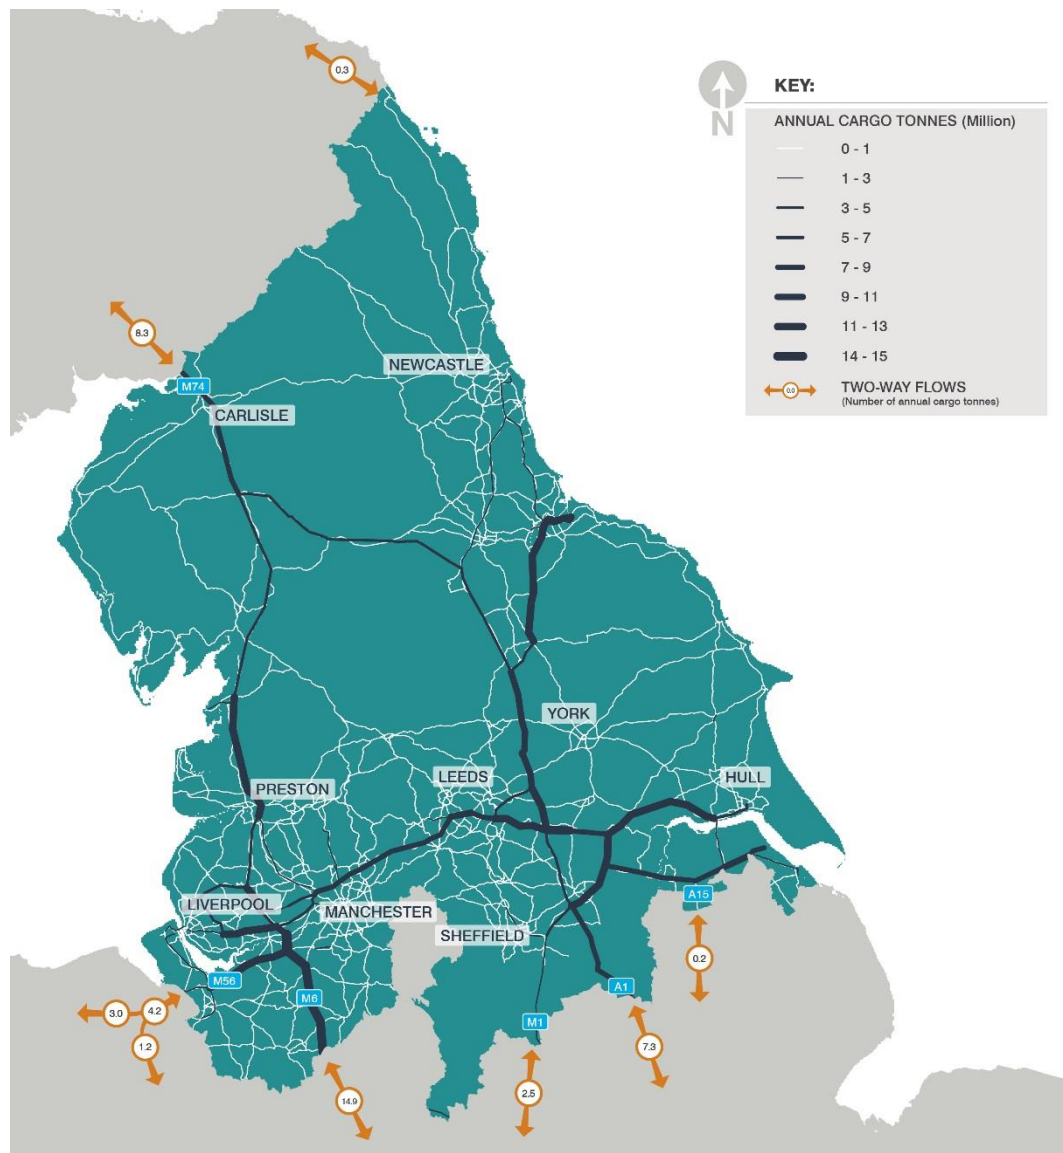 0.3
N
KEY:
ANNUAL CARGO TONNES (Million)
0 - 1
1 - 3
3 - 5
5 - 7
7 - 9
9 - 11
11 - 13
14 - 15
0.0 TWO-WAY FLOWS
(Number of annual cargo tonnes)
8.3
M74
CARLISLE
NEWCASTLE
YORK
LEEDS
HULL
PRESTON
LIVERPOOL
MANCHESTER
SHEFFIELD
A15
0.2
M56
M6
A1
M1
3.0
4.2
1.2
7.3
14.9
2.5